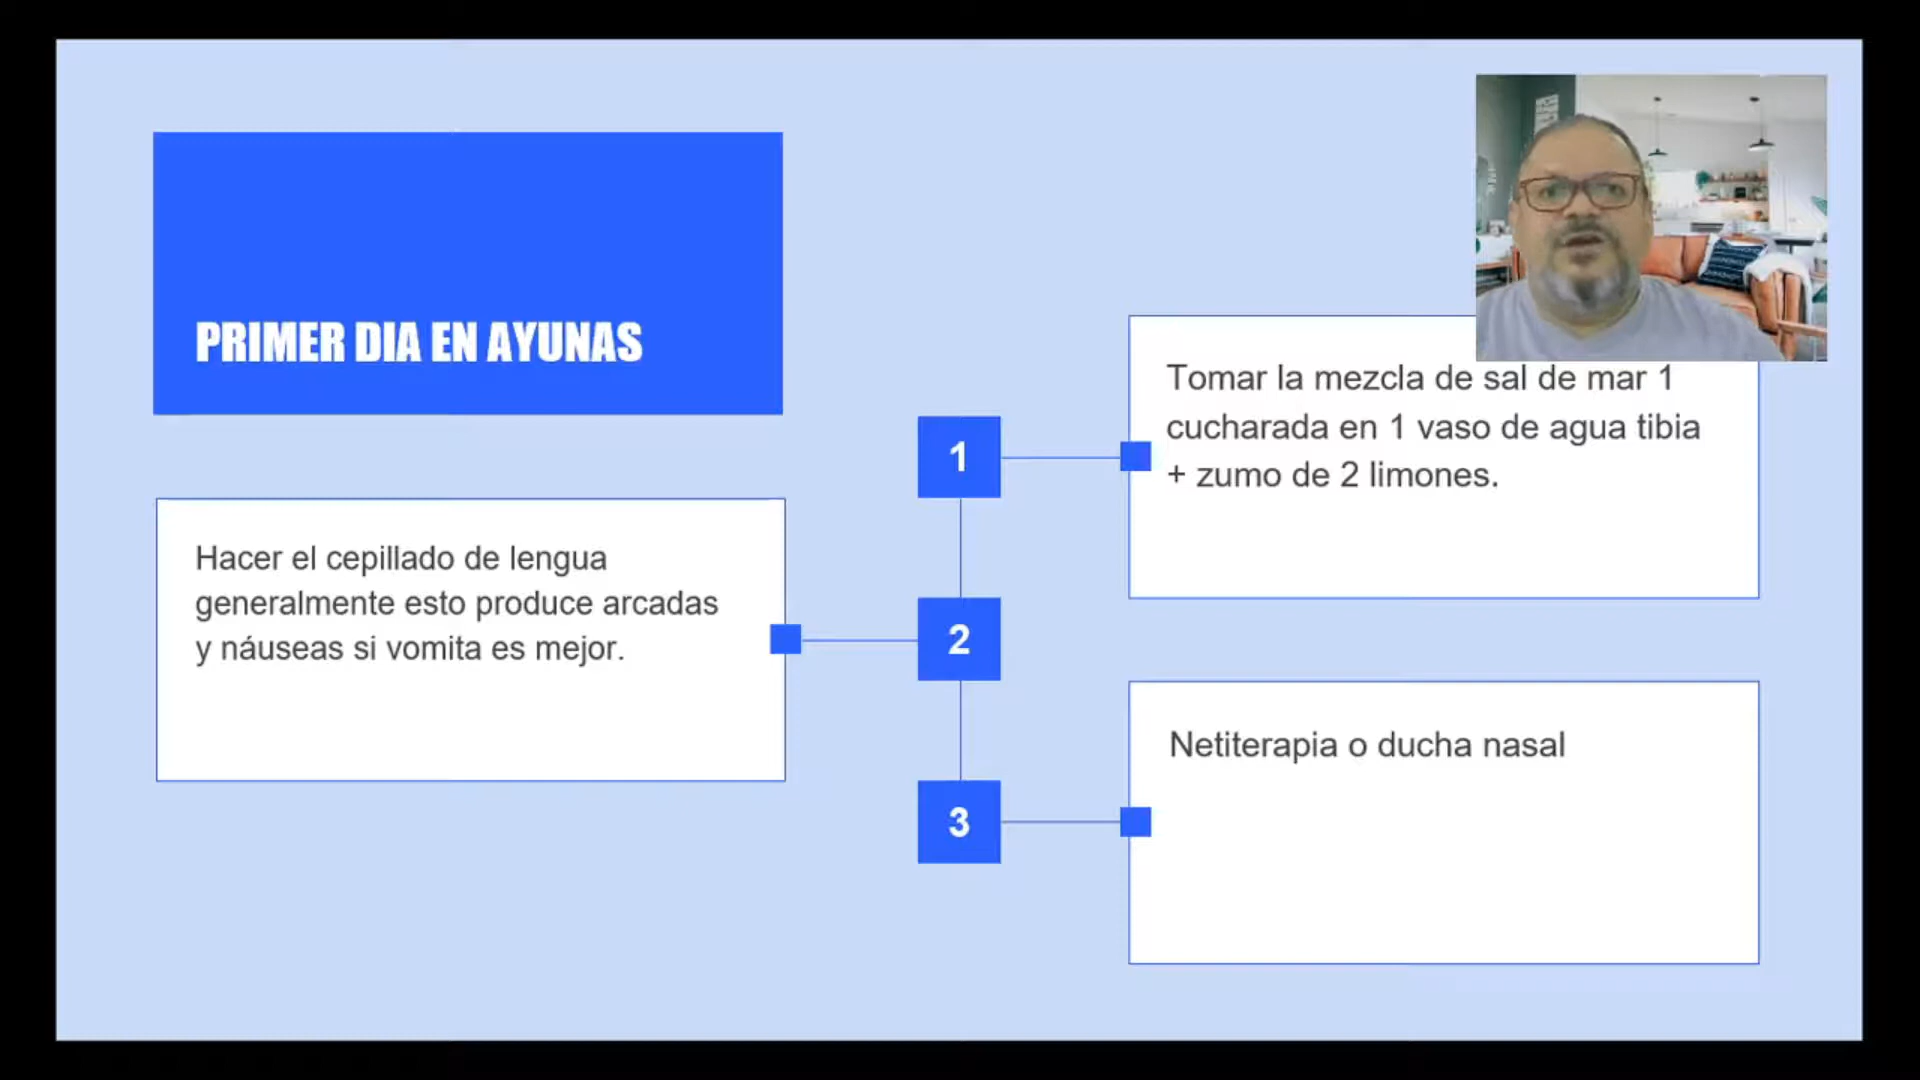 PRIMER DIA EN AYUNAS
1
Tomar la mezcla de sal de mar 1
cucharada en 1 vaso de agua tibia
+ zumo de 2 limones.
2
Hacer el cepillado de lengua
generalmente esto produce arcadas
y náuseas si vomita es mejor.
3
Netiterapia o ducha nasal